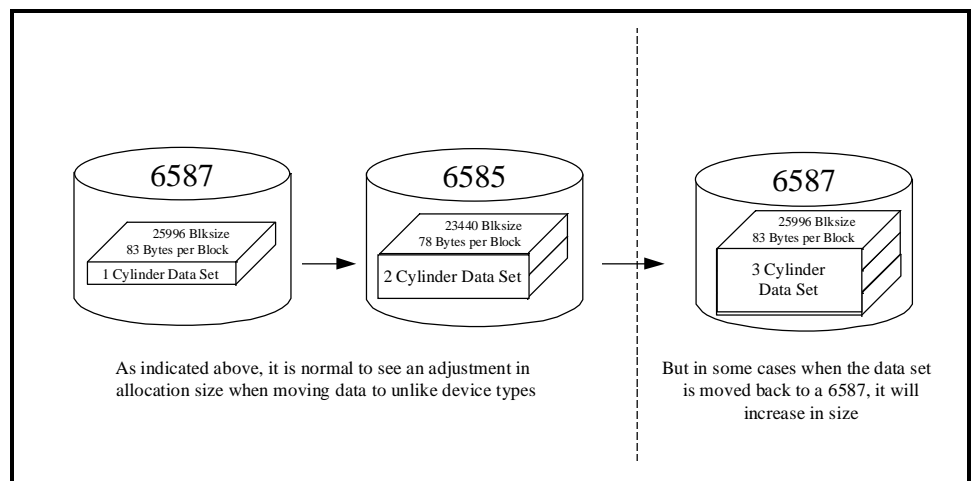 6587
25996 Blksize
83 Bytes per Block
1 Cylinder Data Set
6585
23440 Blksize
78 Bytes per Block
2 Cylinder Data Set
6587
25996 Blksize
83 Bytes per Block
3 Cylinder
Data Set
As indicated above, it is normal to see an adjustment in
allocation size when moving data to unlike device types
But in some cases when the data set
is moved back to a 6587, it will
increase in size